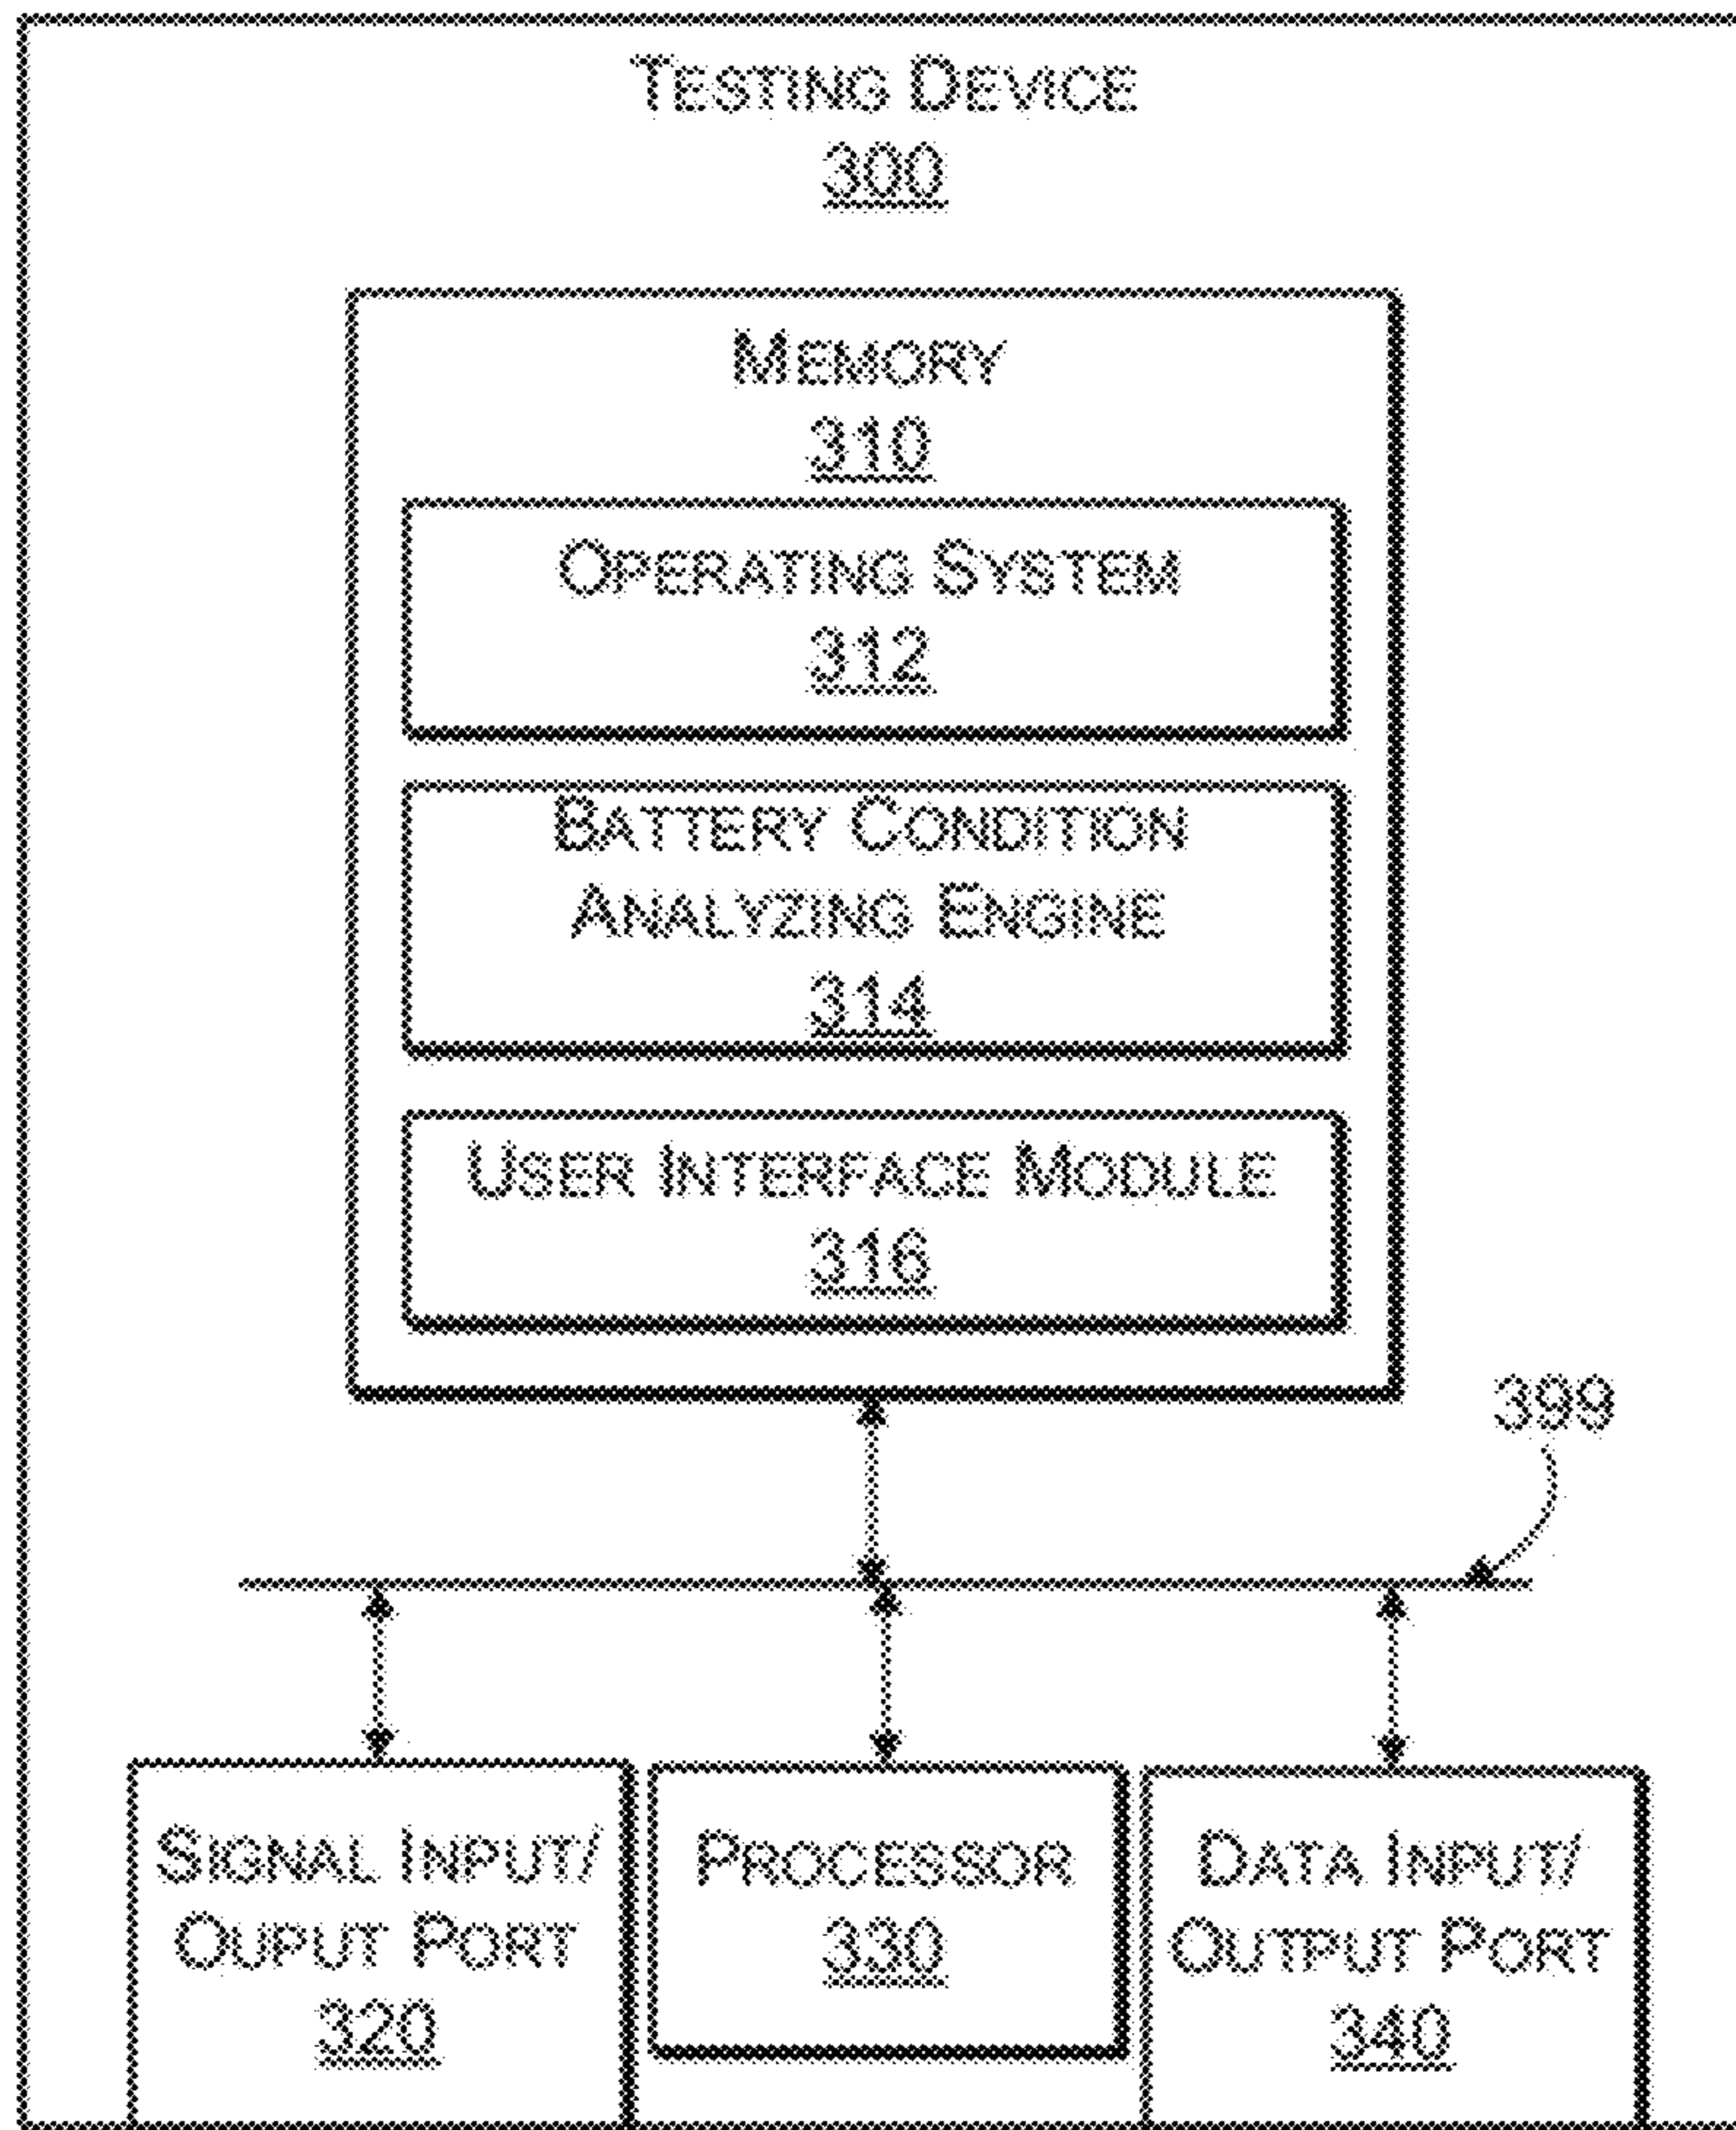 TESTING DEVICE
300
MEMORY
310
OPERATING SYSTEM
312
BATTERY CONDITION
ANALYZING ENGINE
314
USER INTERFACE MODULE
316
399
SIGNAL INPUT/
OUPUT PORT
320
PROCESSOR
330
DATA INPUT/
OUTPUT PORT
340